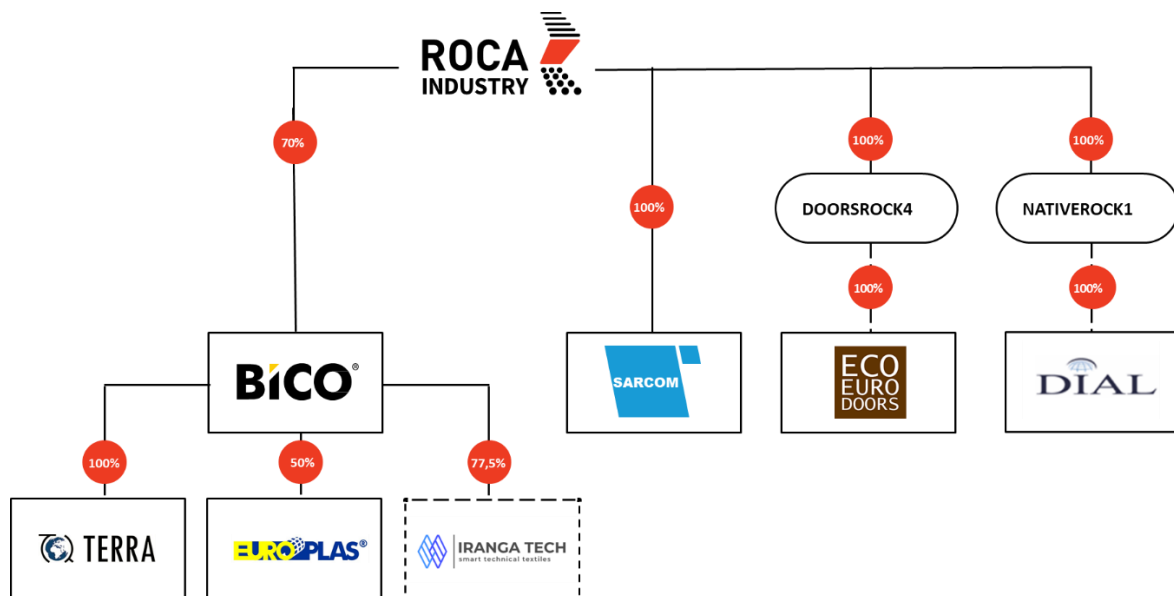 ROCA
INDUSTRY
70%
100%
100%
100%
DOORSROCK4
NATIVEROCK1
100%
100%
BICO®
SARCOM
ECO
EURO
DOORS
DIAL
100%
50%
77,5%
TERRA
EUROPLAS®
IRANGA TECH
smart technical textiles